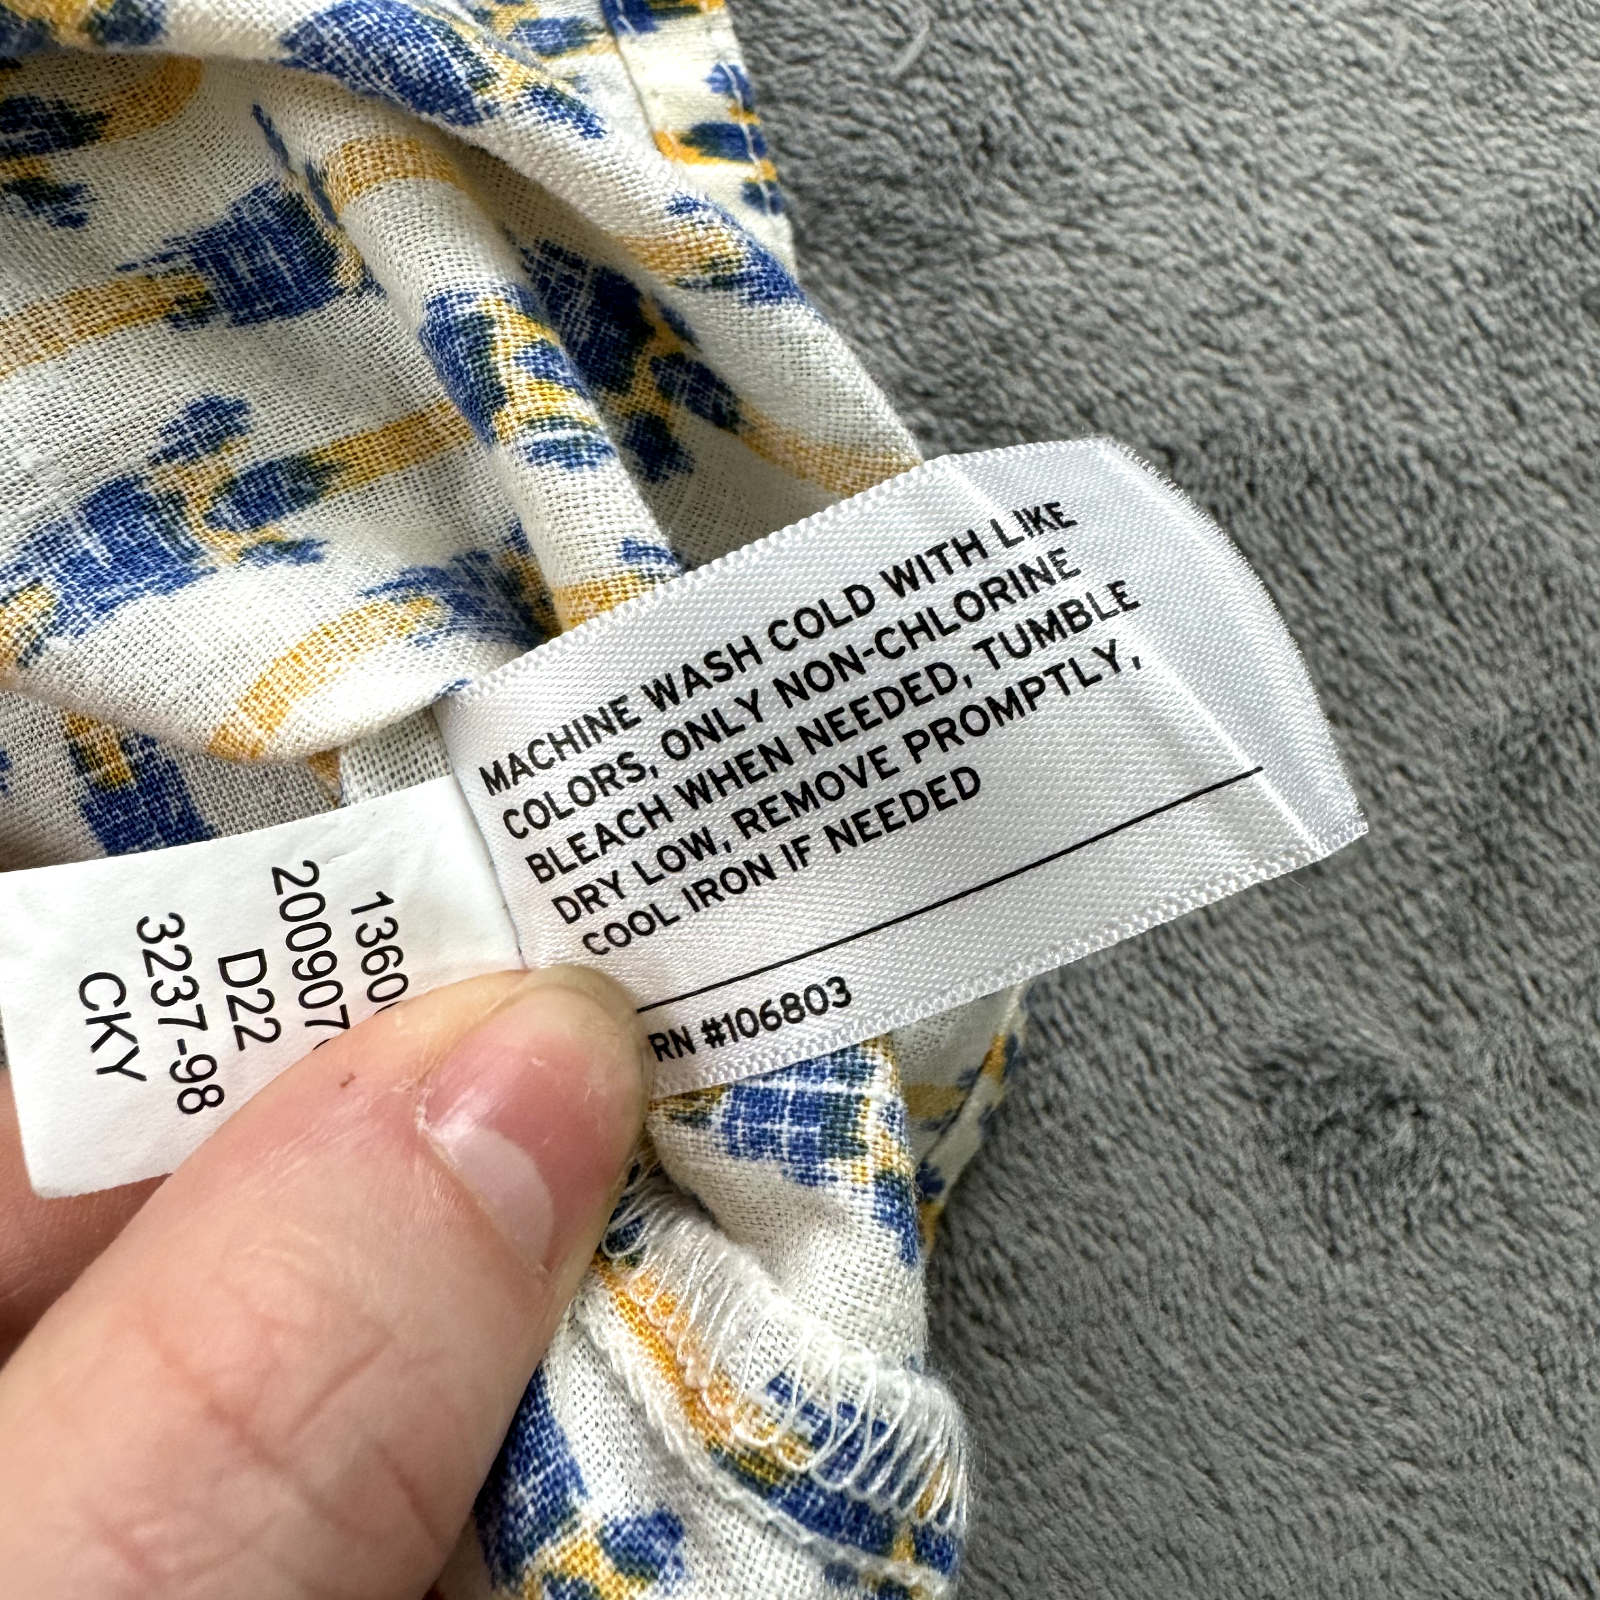 MACHINE WASH COLD WITH LIKE
COLORS, ONLY NON-CHLORINE
BLEACH WHEN NEEDED, TUMBLE
DRY LOW, REMOVE PROMPTLY,
COOL IRON IF NEEDED
RN #106803
D22
3237-98
CKY